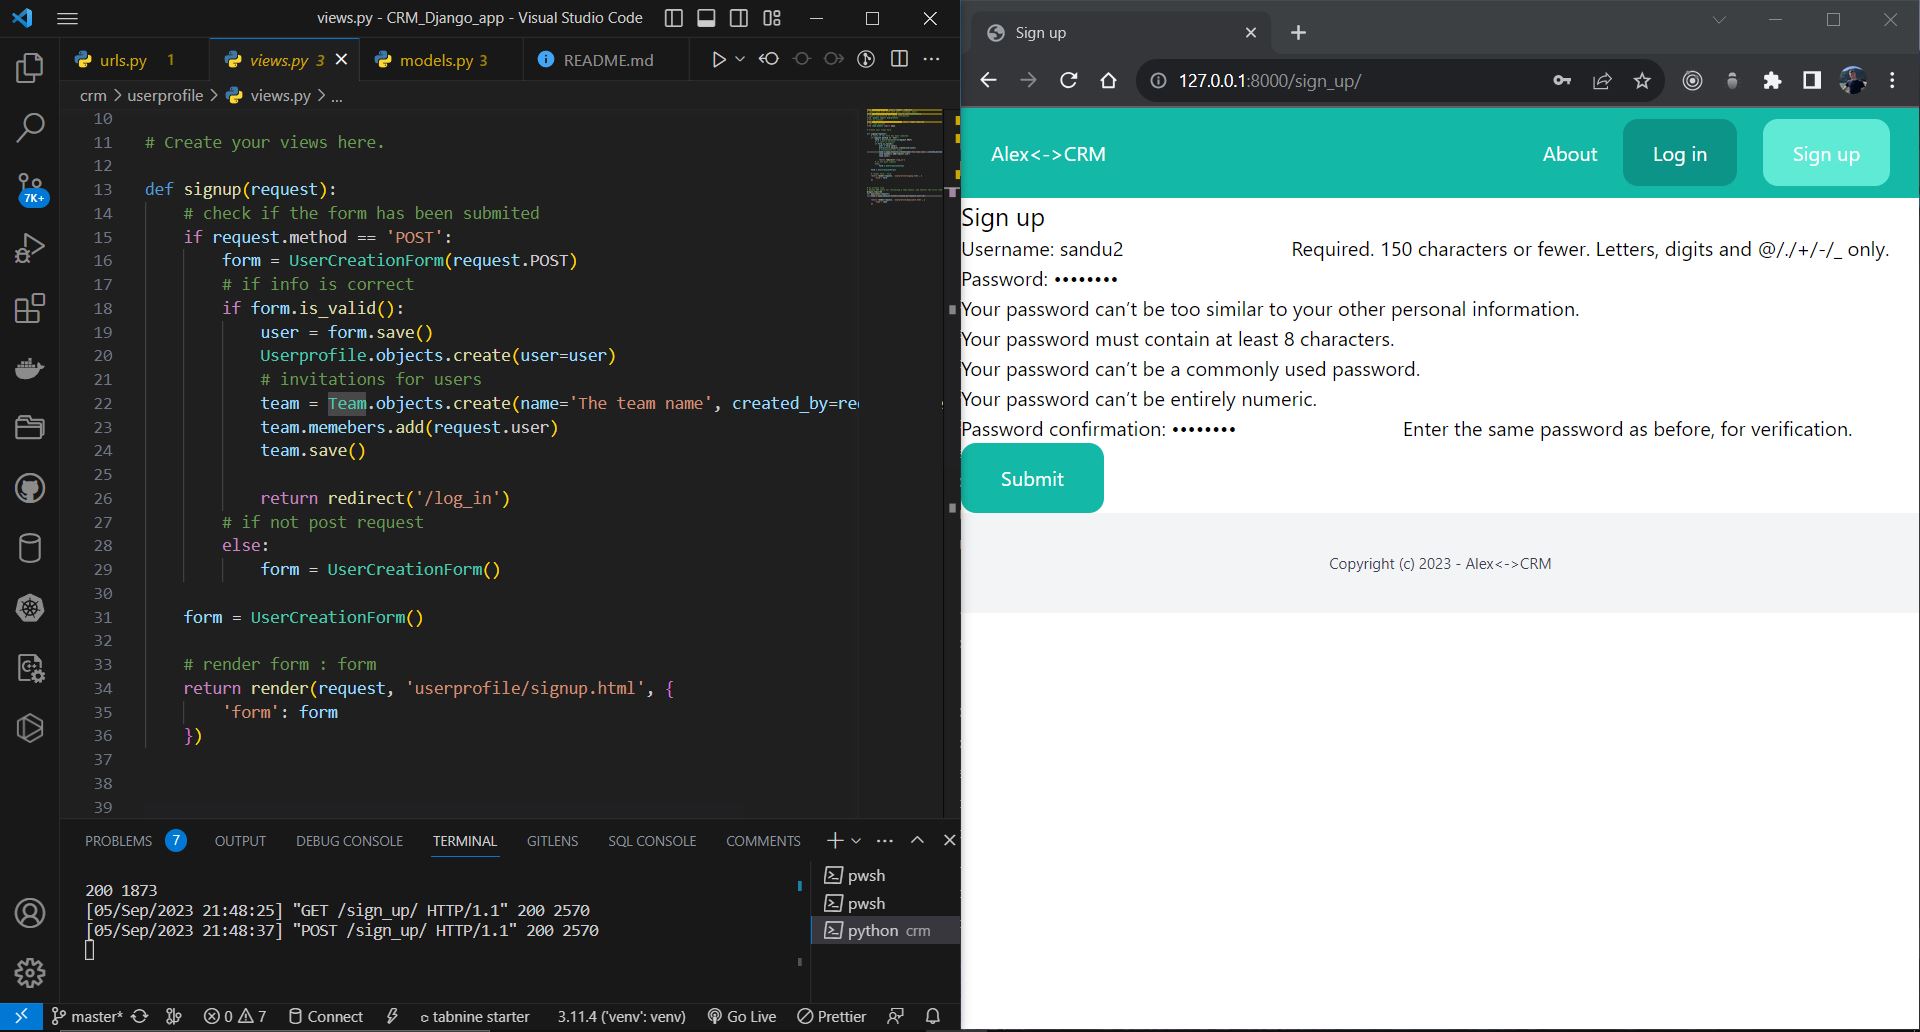 views.py - CRM_Django_app - Visual Studio Code
urls.py 1
views.py 3
models.py 3
README.md
crm > userprofile > views.py > ...
10
11 # Create your views here.
12
13 def signup(request):
14 # check if the form has been submited
15 if request.method == 'POST':
16 form = UserCreationForm(request.POST)
17 # if info is correct
18 if form.is_valid():
19 user = form.save()
20 Userprofile.objects.create(user=user)
21 # invitations for users
22 team = Team.objects.create(name='The team name', created_by=re
23 team.memebers.add(request.user)
24 team.save()
25
26 return redirect('/log_in')
27 # if not post request
28 else:
29 form = UserCreationForm()
30
31 form = UserCreationForm()
32
33 # render form : form
34 return render(request, 'userprofile/signup.html', {
35 'form': form
36 })
37
38
39
7K+
PROBLEMS 7 OUTPUT DEBUG CONSOLE TERMINAL GITLENS SQL CONSOLE COMMENTS
200 1873
[05/Sep/2023 21:48:25] "GET /sign_up/ HTTP/1.1" 200 2570
[05/Sep/2023 21:48:37] "POST /sign_up/ HTTP/1.1" 200 2570
pwsh
pwsh
python crm
master* 0 7 Connect tabnine starter 3.11.4 ('venv': venv) Go Live Prettier
Sign up
127.0.0.1:8000/sign_up/
Alex<->CRM About Log in Sign up
Sign up
Username: sandu2 Required. 150 characters or fewer. Letters, digits and @/./+/-/_ only.
Password: ••••••••
Your password can’t be too similar to your other personal information.
Your password must contain at least 8 characters.
Your password can’t be a commonly used password.
Your password can’t be entirely numeric.
Password confirmation: •••••••• Enter the same password as before, for verification.
Submit
Copyright (c) 2023 - Alex<->CRM